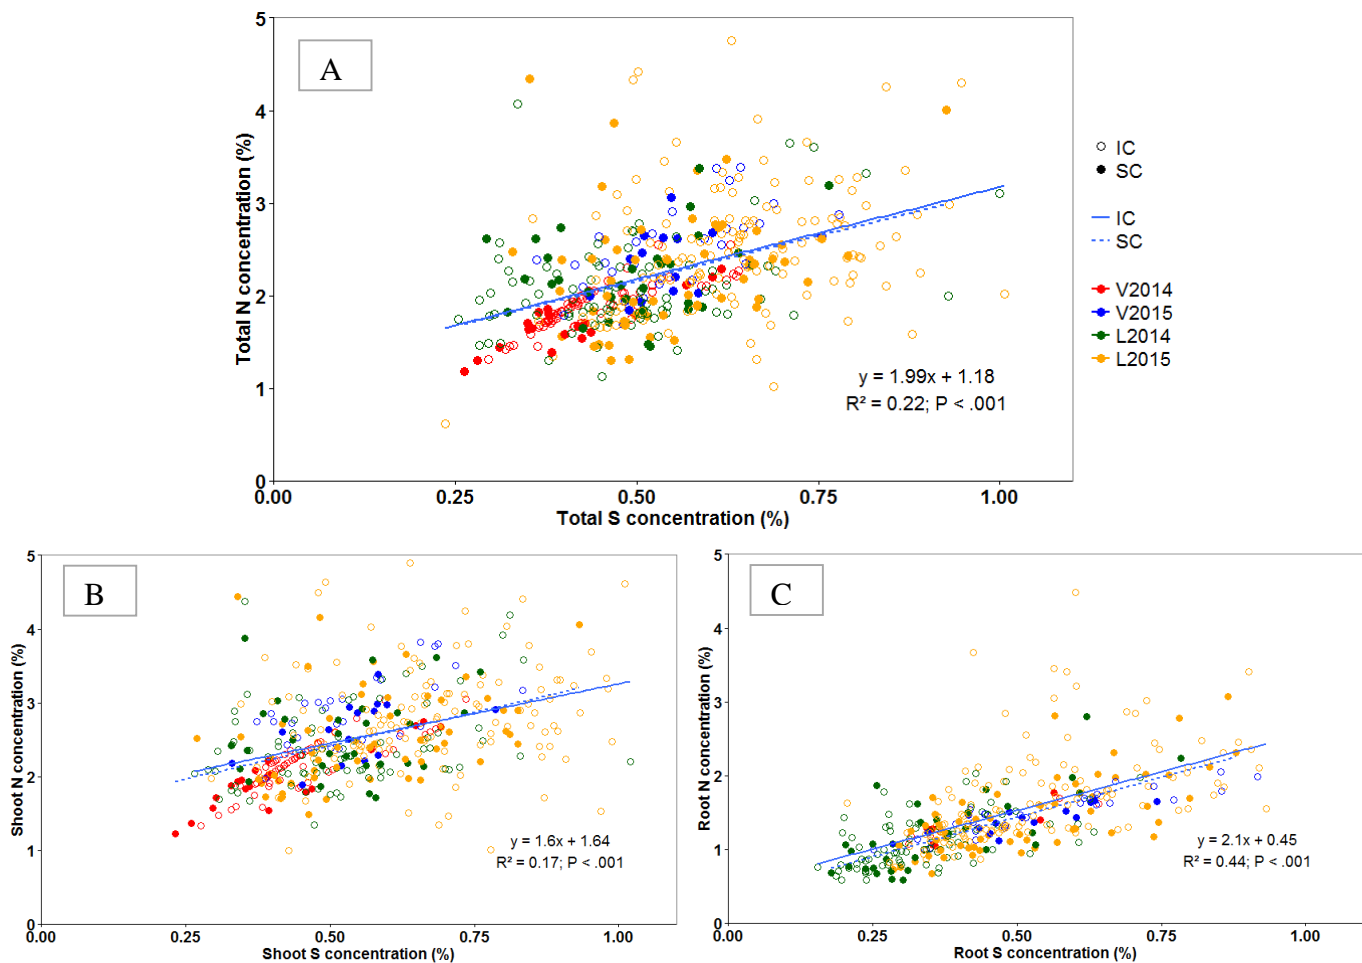 A
Total N concentration (%)
5
4
3
2
1
0
0.00
0.25
0.50
0.75
1.00
Total S concentration (%)
y = 1.99x + 1.18
R² = 0.22; P < .001
IC
SC
IC
SC
V2014
V2015
L2014
L2015
B
Shoot N concentration (%)
5
4
3
2
1
0
0.00
0.25
0.50
0.75
1.00
Shoot S concentration (%)
y = 1.6x + 1.64
R² = 0.17; P < .001
C
Root N concentration (%)
5
4
3
2
1
0
0.00
0.25
0.50
0.75
1.00
Root S concentration (%)
y = 2.1x + 0.45
R² = 0.44; P < .001